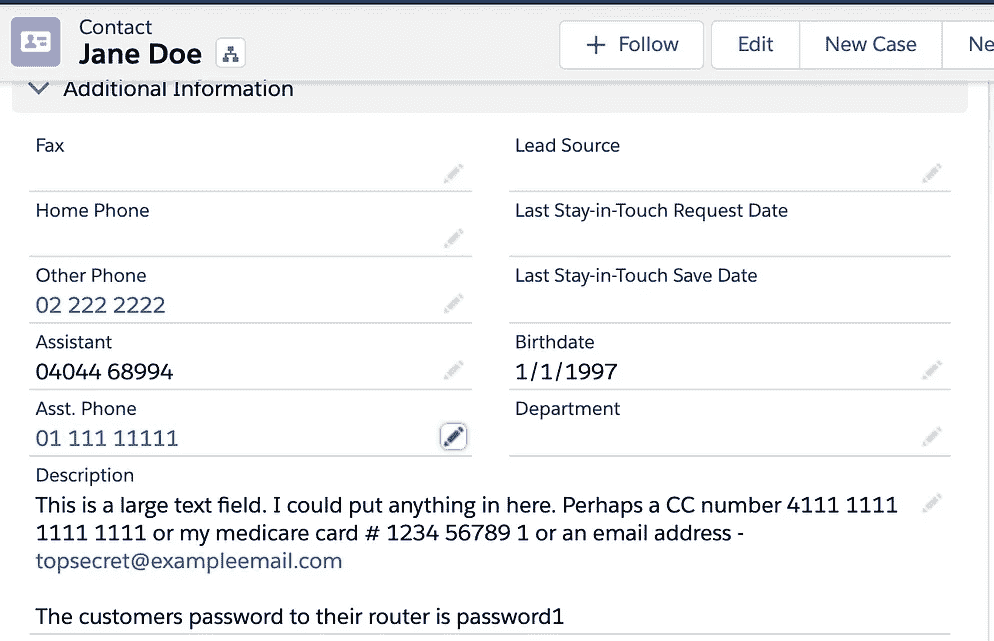 Contact
Jane Doe
Follow
Edit
New Case
Ne
Additional Information
Fax
Lead Source
Home Phone
Last Stay-in-Touch Request Date
Other Phone
02 222 2222
Last Stay-in-Touch Save Date
Assistant
04044 68994
Birthdate
1/1/1997
Asst. Phone
01 111 11111
Department
Description
This is a large text field. I could put anything in here. Perhaps a CC number 4111 1111
1111 1111 or my medicare card # 1234 56789 1 or an email address -
topsecret@exampleemail.com
The customers password to their router is password1